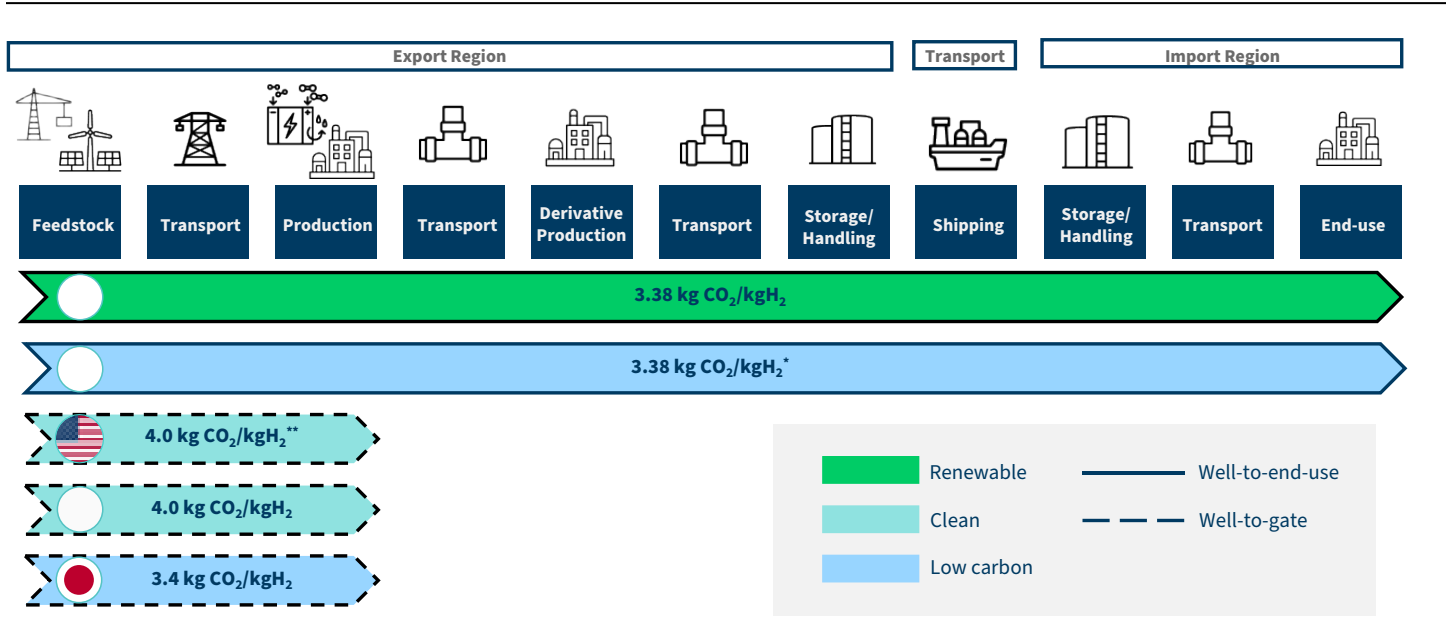 Export Region
Transport
Import Region
Feedstock
Transport
Production
Transport
Derivative
Production
Transport
Storage/
Handling
Shipping
Storage/
Handling
Transport
End-use
3.38 kg CO₂/kgH₂
3.38 kg CO₂/kgH₂*
4.0 kg CO₂/kgH₂**
4.0 kg CO₂/kgH₂
3.4 kg CO₂/kgH₂
Renewable
Well-to-end-use
Clean
Well-to-gate
Low carbon